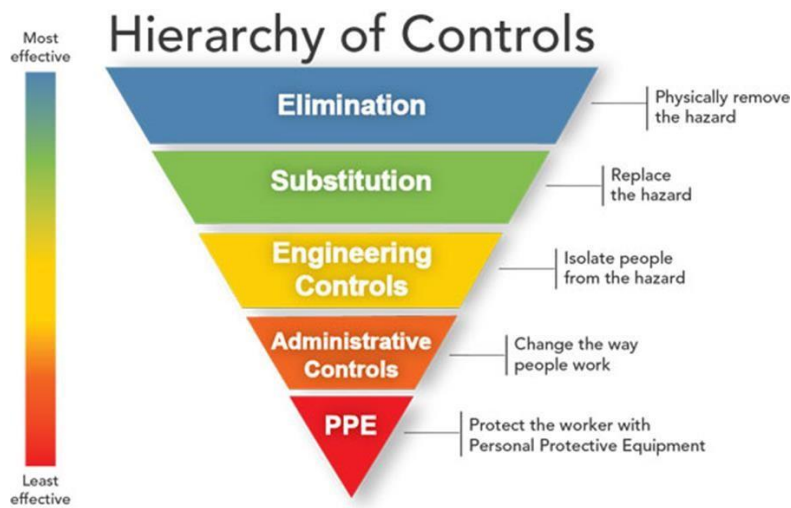 Hierarchy of Controls
Most
effective
Elimination
Physically remove
the hazard
Substitution
Replace
the hazard
Engineering
Controls
Isolate people
from the hazard
Administrative
Controls
Change the way
people work
PPE
Protect the worker with
Personal Protective Equipment
Least
effective